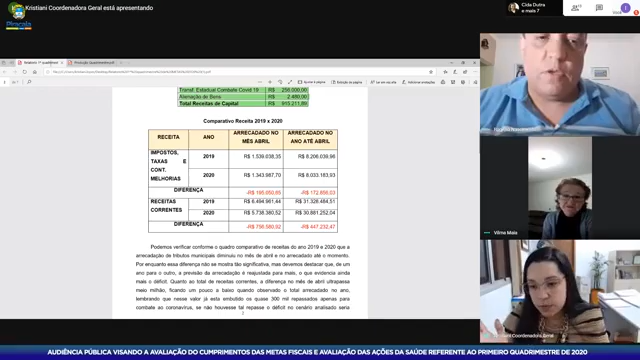 Kristiani Coordenadora Geral está apresentando
Piracaia
Cida Dutra
e mais 7
Transf. Estadual Combate Covid 19 R$ 250.000,00
Alienação de Bens R$ 2.480,00
Total Receitas de Capital R$ 915.211,89
Comparativo Receita 2019 x 2020
RECEITA ANO ARRECADADO NO MÊS ABRIL ARRECADADO NO ANO ATÉ ABRIL
IMPOSTOS, TAXAS E CONT. MELHORIAS 2019 R$ 1.539.038,35 R$ 8.206.039,96
2020 R$ 1.343.987,70 R$ 8.033.183,93
DIFERENÇA -R$ 195.050,65 -R$ 172.856,03
RECEITAS CORRENTES 2019 R$ 6.494.961,44 R$ 31.328.484,51
2020 R$ 5.738.380,52 R$ 30.881.252,04
DIFERENÇA -R$ 756.580,92 -R$ 447.232,47
Podemos verificar conforme o quadro comparativo de receitas do ano 2019 e 2020 que a
arrecadação de tributos municipais diminuiu no mês de abril e no arrecadado até o momento.
Por enquanto essa diferença não se mostra tão significativa, mas devemos destacar que, de um
ano para o outro, a previsão da arrecadação é reajustada para mais, o que evidencia ainda
mais o déficit. Quanto ao total de receitas correntes, a diferença no mês de abril ultrapassa
meio milhão, ficando um pouco a baixo quando observado o total arrecadado no ano,
lembrando que nesse valor já esta embutido os quase 300 mil repassados apenas para
combate ao coronavírus, se não houvesse tal repasse o déficit no cenário analisado seria
Vilma Maia
Kristiani Coordenadora Geral
AUDIÊNCIA PÚBLICA VISANDO A AVALIAÇÃO DO CUMPRIMENTOS DAS METAS FISCAIS E AVALIAÇÃO DAS AÇÕES DA SAÚDE REFERENTE AO PRIMEIRO QUADRIMESTRE DE 2020